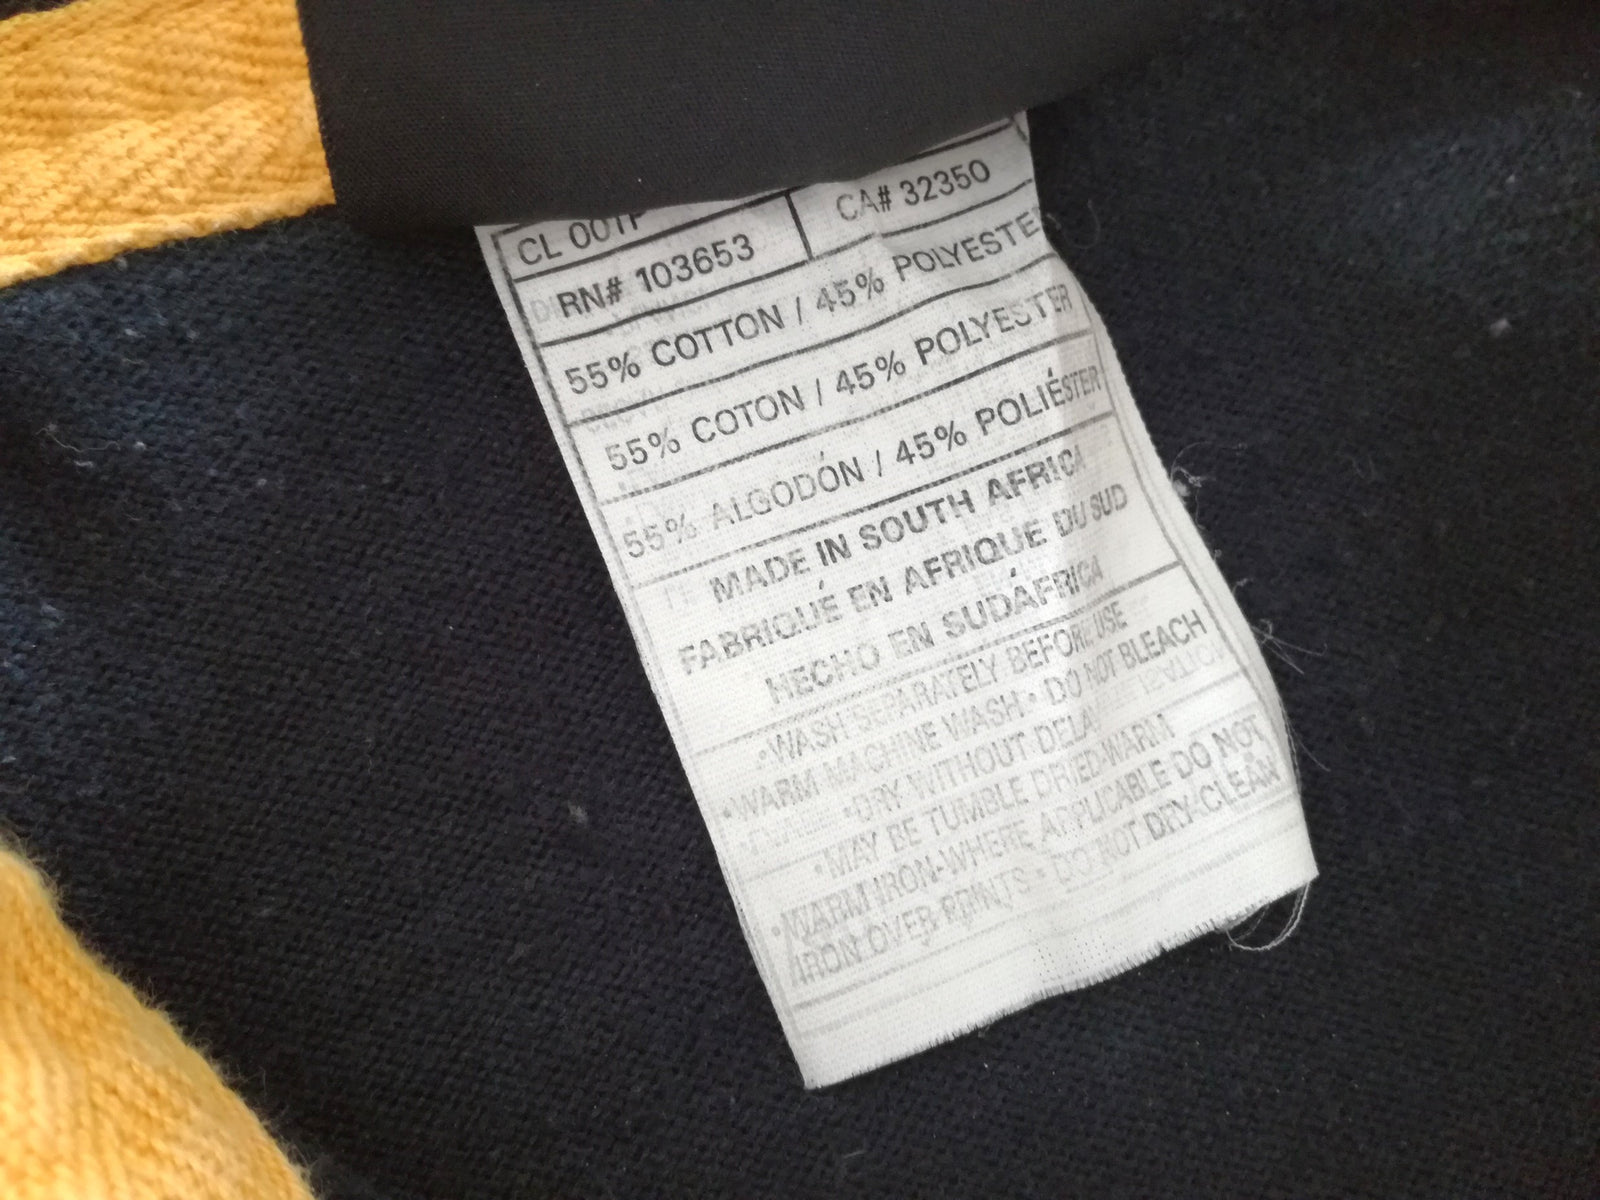 CL 001P
RN# 103653
CA# 32350
55% COTTON / 45% POLYESTER
55% COTON / 45% POLYESTER
55% ALGODÓN / 45% POLIÉSTER
MADE IN SOUTH AFRICA
FABRIQUÉ EN AFRIQUE DU SUD
HECHO EN SUDÁFRICA
•WASH SEPARATELY BEFORE USE
•WARM MACHINE WASH • DO NOT BLEACH
•DRY WITHOUT DELAY
•MAY BE TUMBLE DRIED-WARM
•WARM IRON-WHERE APPLICABLE DO NOT
IRON OVER PRINTS • DO NOT DRY-CLEAN